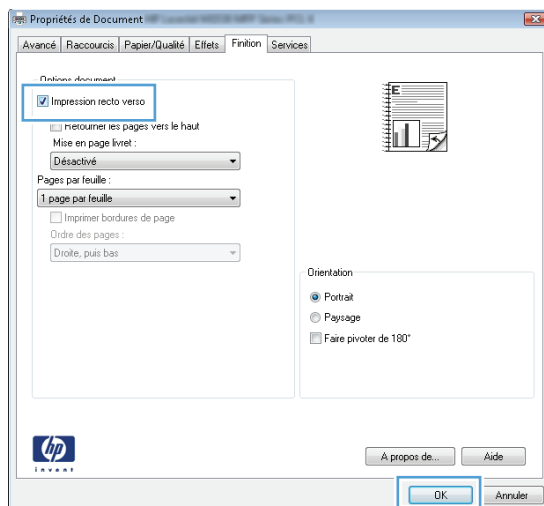 Propriétés de Document
Avancé Raccourcis Papier/Qualité Effets Finition Services
Options document
Impression recto verso
Retourner les pages vers le haut
Mise en page livret :
Désactivé
Pages par feuille :
1 page par feuille
Imprimer bordures de page
Ordre des pages :
Droite, puis bas
E
Orientation
Portrait
Paysage
Faire pivoter de 180°
hp
invent
A propos de... Aide
OK Annuler